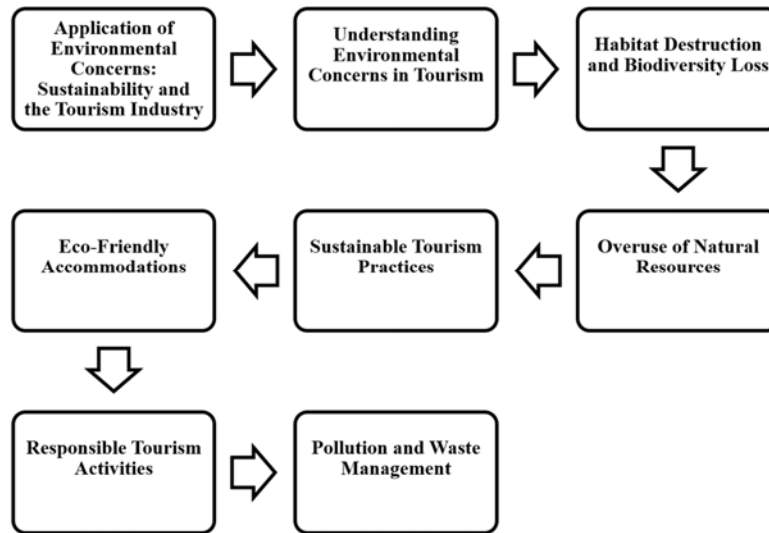 Application of
Environmental
Concerns:
Sustainability and
the Tourism Industry
Understanding
Environmental
Concerns in Tourism
Habitat Destruction
and Biodiversity Loss
Overuse of Natural
Resources
Sustainable Tourism
Practices
Eco-Friendly
Accommodations
Responsible Tourism
Activities
Pollution and Waste
Management